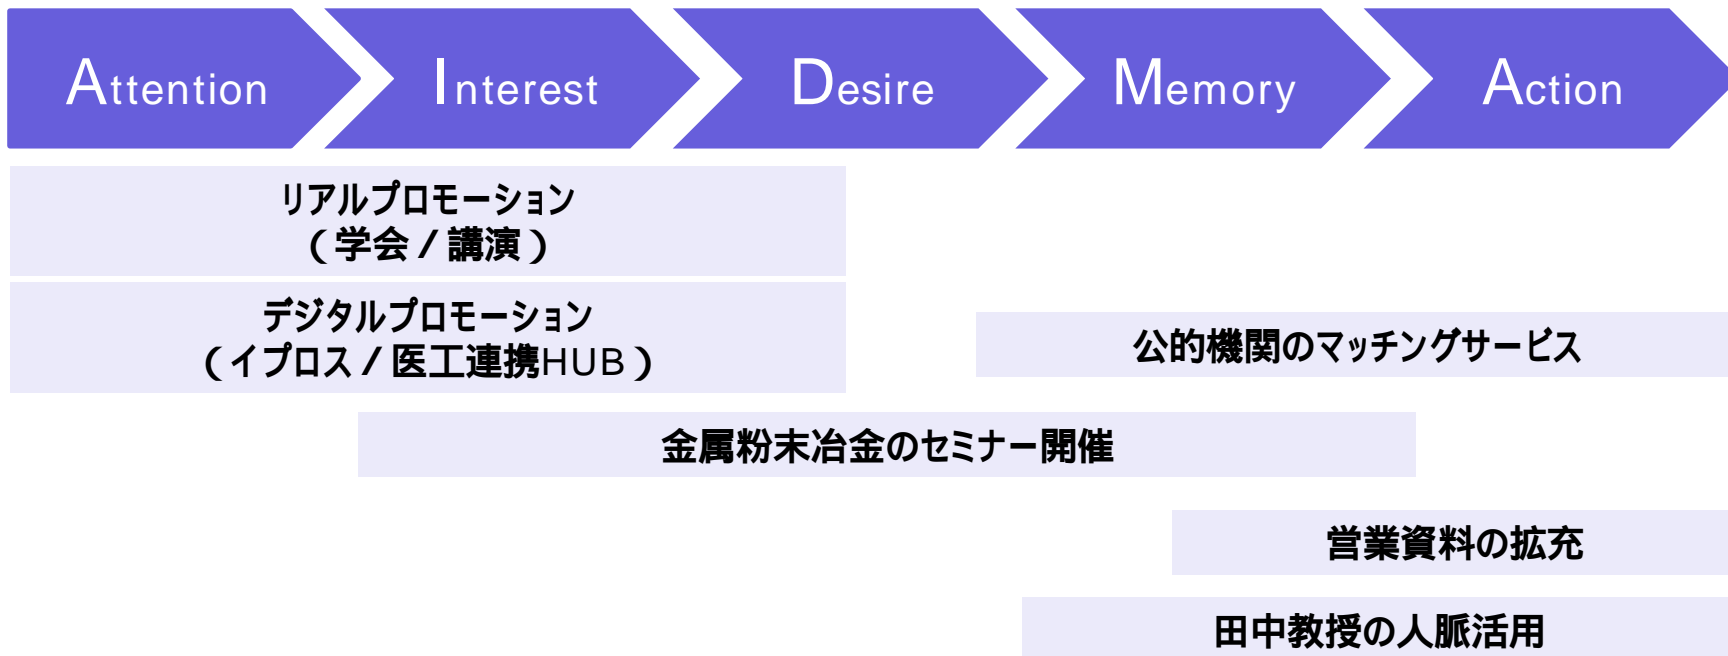 Attention
Interest
Desire
Memory
Action
リアルプロモーション
(学会/講演)
デジタルプロモーション
(イプロス/医工連携HUB)
公的機関のマッチングサービス
金属粉末冶金のセミナー開催
営業資料の拡充
田中教授の人脈活用